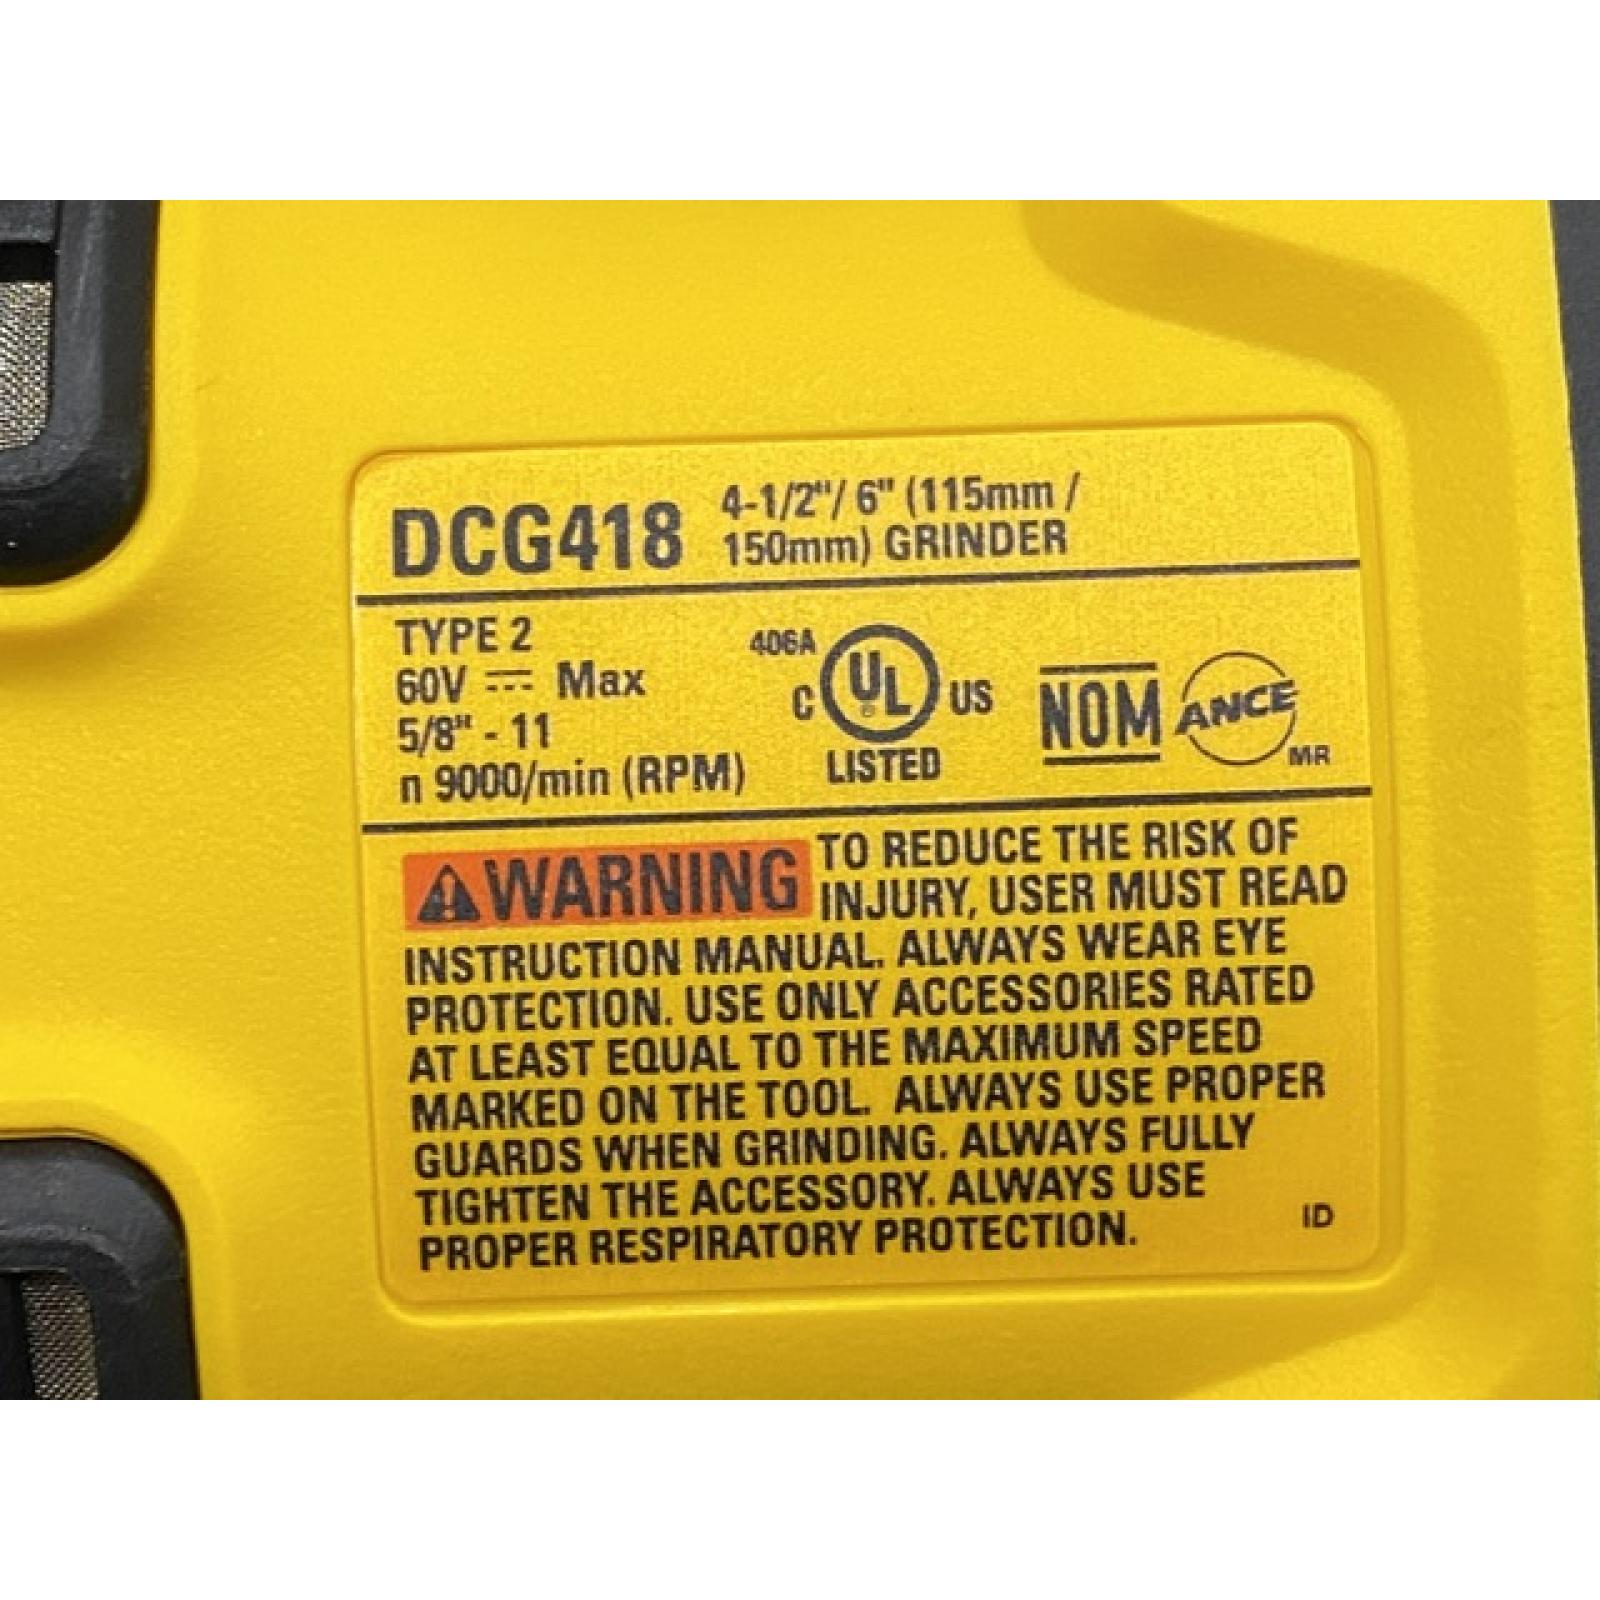 DCG418 4-1/2"/ 6" (115mm /
150mm) GRINDER
TYPE 2
60V ⎓ Max
5/8" - 11
n 9000/min (RPM)
406A
C UL ® US
LISTED
NOM ANCE
MR
WARNING TO REDUCE THE RISK OF
INJURY, USER MUST READ
INSTRUCTION MANUAL. ALWAYS WEAR EYE
PROTECTION. USE ONLY ACCESSORIES RATED
AT LEAST EQUAL TO THE MAXIMUM SPEED
MARKED ON THE TOOL. ALWAYS USE PROPER
GUARDS WHEN GRINDING. ALWAYS FULLY
TIGHTEN THE ACCESSORY. ALWAYS USE
PROPER RESPIRATORY PROTECTION.
ID